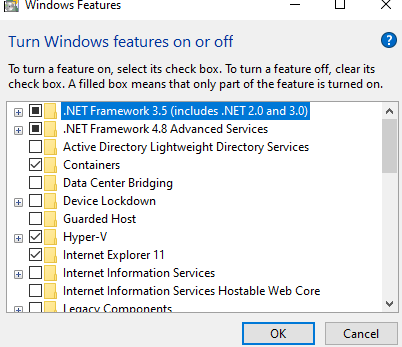 Windows Features
Turn Windows features on or off
To turn a feature on, select its check box. To turn a feature off, clear its
check box. A filled box means that only part of the feature is turned on.
.NET Framework 3.5 (includes .NET 2.0 and 3.0)
.NET Framework 4.8 Advanced Services
Active Directory Lightweight Directory Services
Containers
Data Center Bridging
Device Lockdown
Guarded Host
Hyper-V
Internet Explorer 11
Internet Information Services
Internet Information Services Hostable Web Core
Legacy Components
OK
Cancel